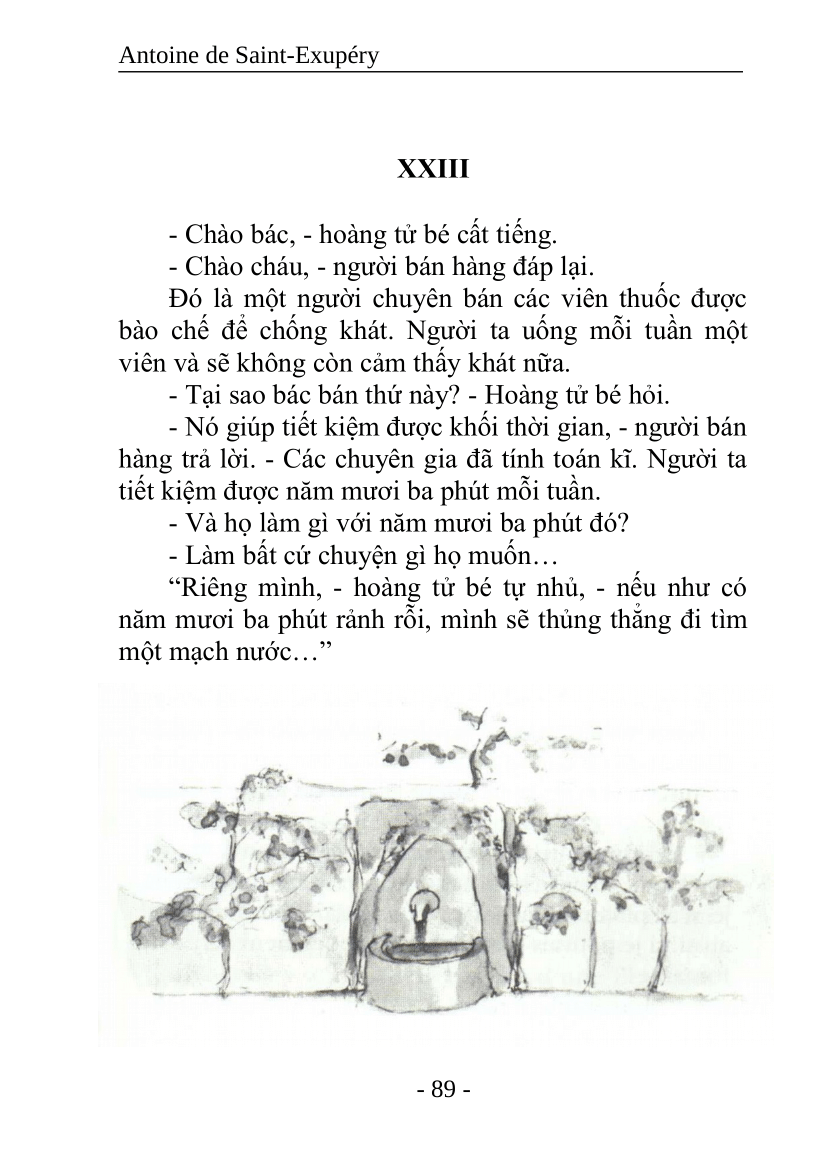 Antoine de Saint-Exupéry
XXIII
- Chào bác, - hoàng tử bé cất tiếng.
- Chào cháu, - người bán hàng đáp lại.
Đó là một người chuyên bán các viên thuốc được
bào chế để chống khát. Người ta uống mỗi tuần một
viên và sẽ không còn cảm thấy khát nữa.
- Tại sao bác bán thứ này? - Hoàng tử bé hỏi.
- Nó giúp tiết kiệm được khối thời gian, - người bán
hàng trả lời. - Các chuyên gia đã tính toán kĩ. Người ta
tiết kiệm được năm mươi ba phút mỗi tuần.
- Và họ làm gì với năm mươi ba phút đó?
- Làm bất cứ chuyện gì họ muốn…
“Riêng mình, - hoàng tử bé tự nhủ, - nếu như có
năm mươi ba phút rảnh rỗi, mình sẽ thủng thẳng đi tìm
một mạch nước…”
- 89 -